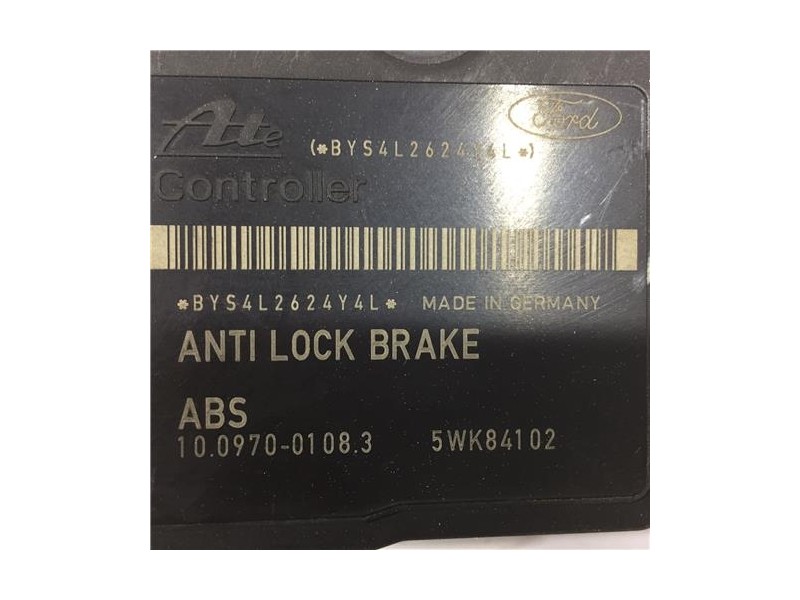 Ate Ford
(*BYS4L2624Y4L*)
Controller
*BYS4L2624Y4L* MADE IN GERMANY
ANTI LOCK BRAKE
ABS
10.0970-0108.3 5WK84102